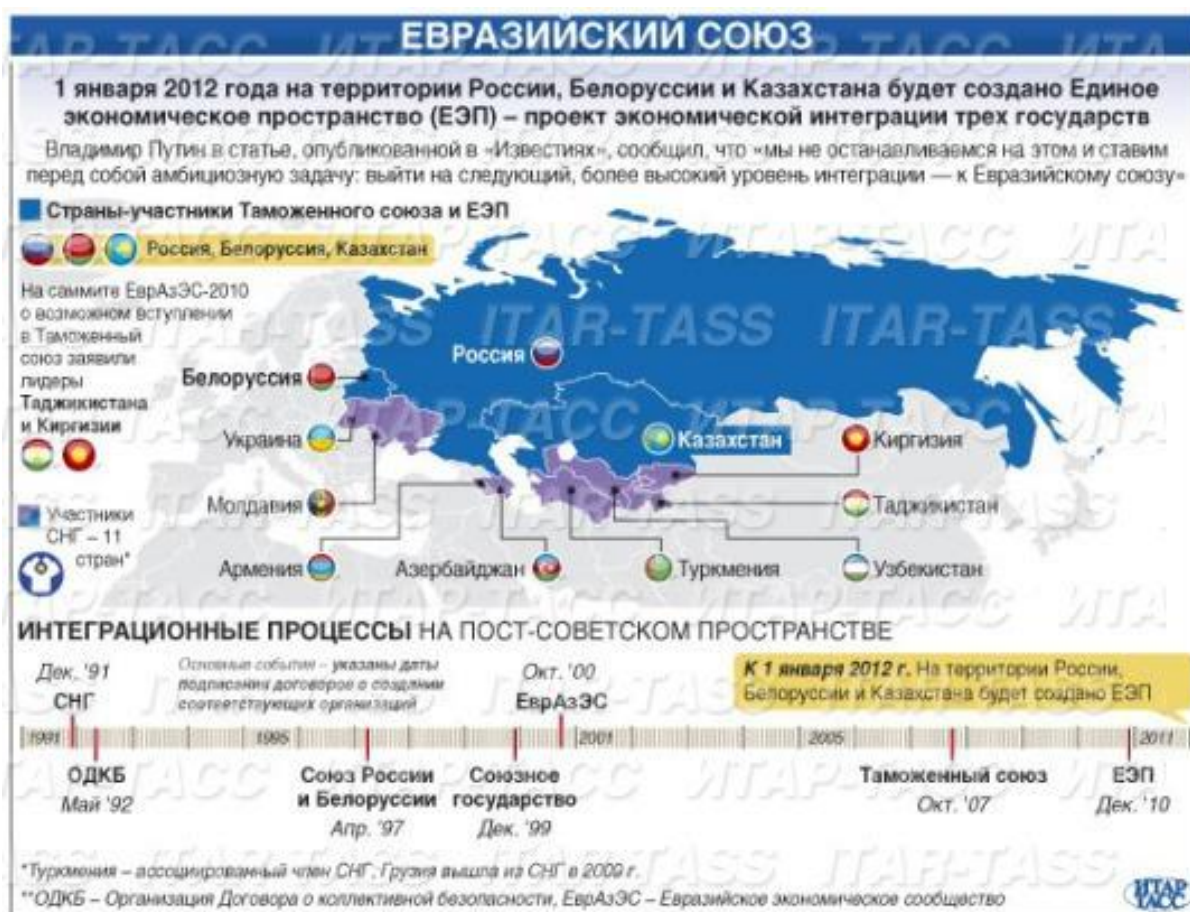 ЕВРАЗИЙСКИЙ СОЮЗ
1 января 2012 года на территории России, Белоруссии и Казахстана будет создано Единое
экономическое пространство (ЕЭП) – проект экономической интеграции трех государств
Владимир Путин в статье, опубликованной в «Известиях», сообщил, что «мы не останавливаемся на этом и ставим
перед собой амбициозную задачу: выйти на следующий, более высокий уровень интеграции — к Евразийскому союзу»
Страны-участники Таможенного союза и ЕЭП
Россия, Белоруссия, Казахстан
На саммите ЕврАзЭС-2010
о возможном вступлении
в Таможенный
союз заявили
лидеры
Таджикистана
и Киргизии
Участники
СНГ – 11
стран*
Россия
Белоруссия
Украина
Казахстан
Киргизия
Молдавия
Таджикистан
Армения
Азербайджан
Туркмения
Узбекистан
ИТАР-ТАСС
ITAR-TASS
ИНТЕГРАЦИОННЫЕ ПРОЦЕССЫ НА ПОСТ-СОВЕТСКОМ ПРОСТРАНСТВЕ
Дек. '91
СНГ
Основные события – указаны даты
подписания договоров о создании
соответствующих организаций
Окт. '00
ЕврАзЭС
К 1 января 2012 г. На территории России,
Белоруссии и Казахстана будет создано ЕЭП
1991 1995 2001 2005 2011
ОДКБ
Май '92
Союз России
и Белоруссии
Апр. '97
Союзное
государство
Дек. '99
Таможенный союз
Окт. '07
ЕЭП
Дек. '10
*Туркмения – ассоциированный член СНГ, Грузия вышла из СНГ в 2009 г.
**ОДКБ – Организация Договора о коллективной безопасности, ЕврАзЭС – Евразийское экономическое сообщество
ИТАР
ТАСС